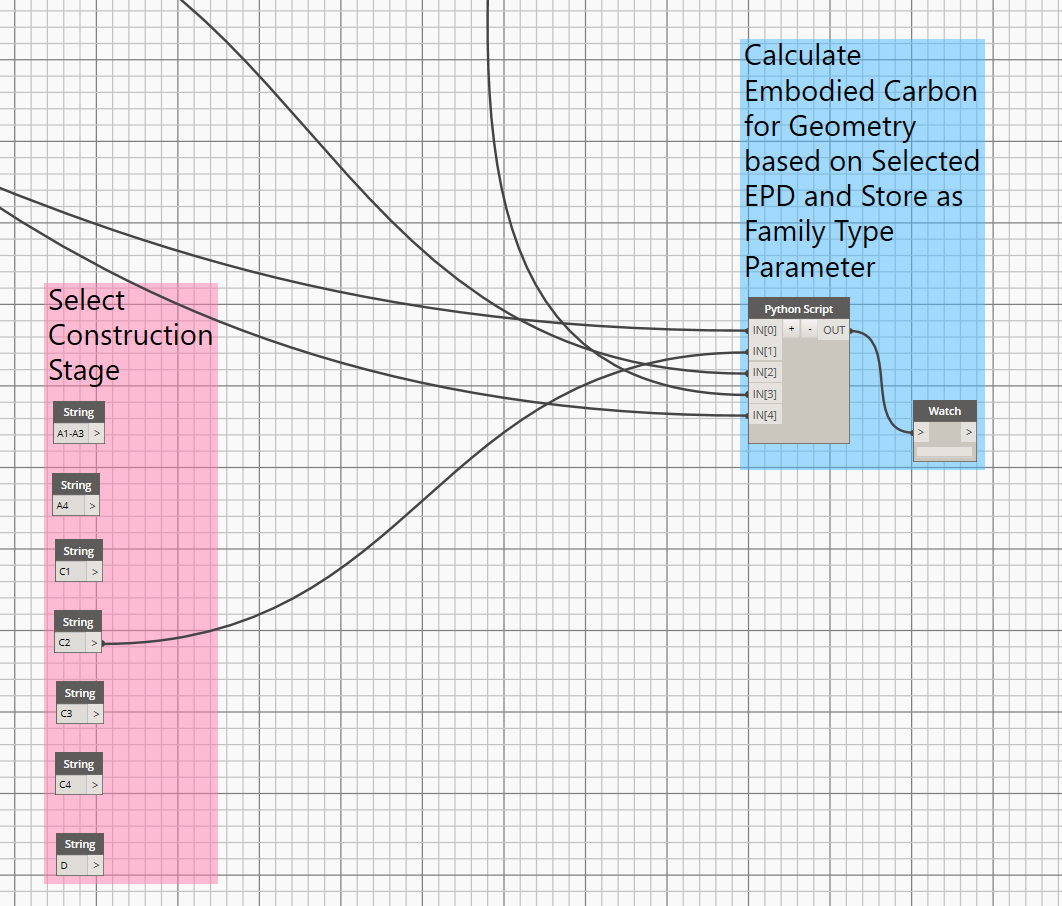 Select
Construction
Stage
String
A1-A3 >
String
A4 >
String
C1 >
String
C2 >
String
C3 >
String
C4 >
String
D >
Calculate
Embodied Carbon
for Geometry
based on Selected
EPD and Store as
Family Type
Parameter
Python Script
IN[0] + - OUT
IN[1]
IN[2]
IN[3]
IN[4]
Watch
> >